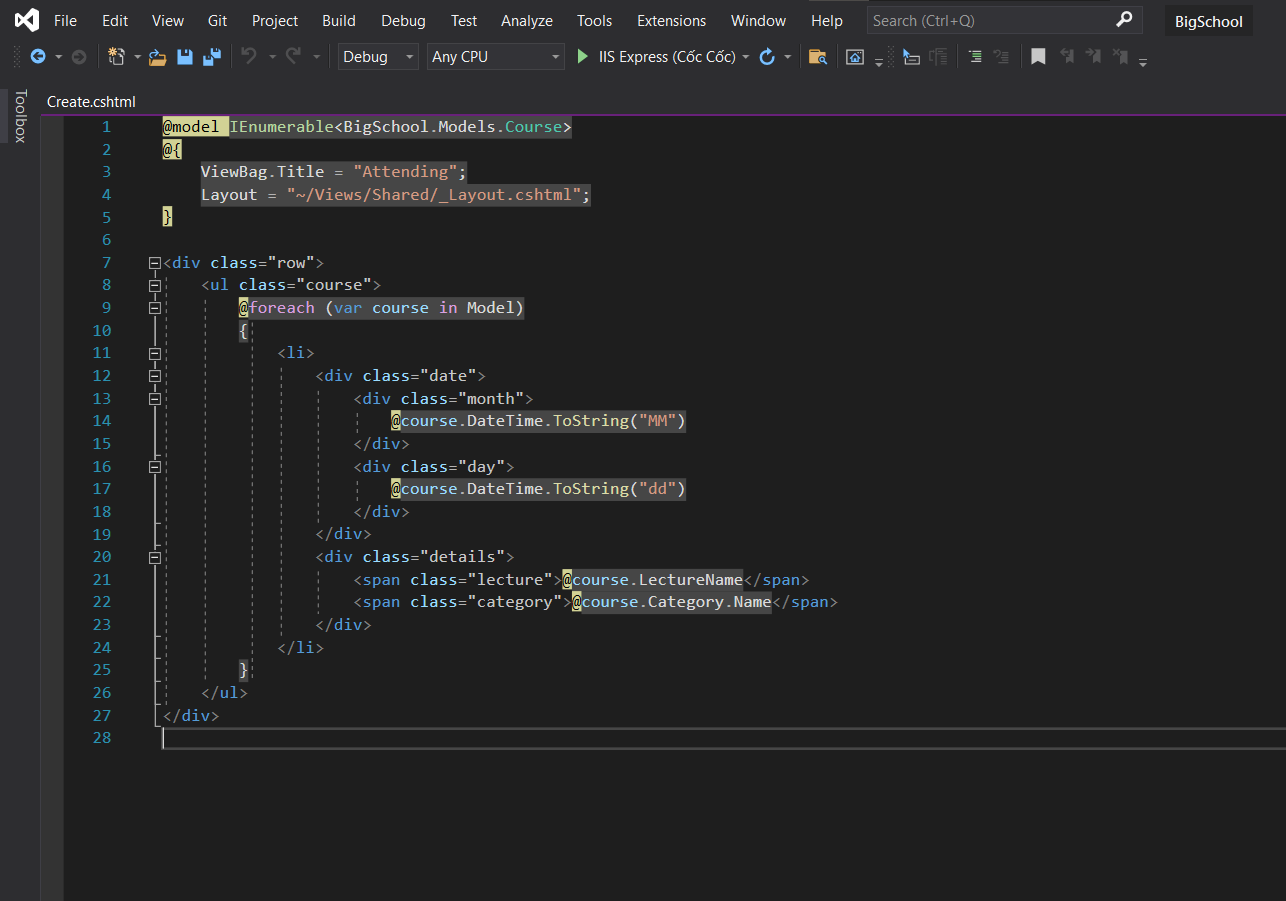 File Edit View Git Project Build Debug Test Analyze Tools Extensions Window Help Search (Ctrl+Q) BigSchool
Debug Any CPU IIS Express (Cốc Cốc)
Toolbox
Create.cshtml
1 @model IEnumerable<BigSchool.Models.Course>
2 @{
3 ViewBag.Title = "Attending";
4 Layout = "~/Views/Shared/_Layout.cshtml";
5 }
6
7 <div class="row">
8 <ul class="course">
9 @foreach (var course in Model)
10 {
11 <li>
12 <div class="date">
13 <div class="month">
14 @course.DateTime.ToString("MM")
15 </div>
16 <div class="day">
17 @course.DateTime.ToString("dd")
18 </div>
19 </div>
20 <div class="details">
21 <span class="lecture">@course.LectureName</span>
22 <span class="category">@course.Category.Name</span>
23 </div>
24 </li>
25 }
26 </ul>
27 </div>
28